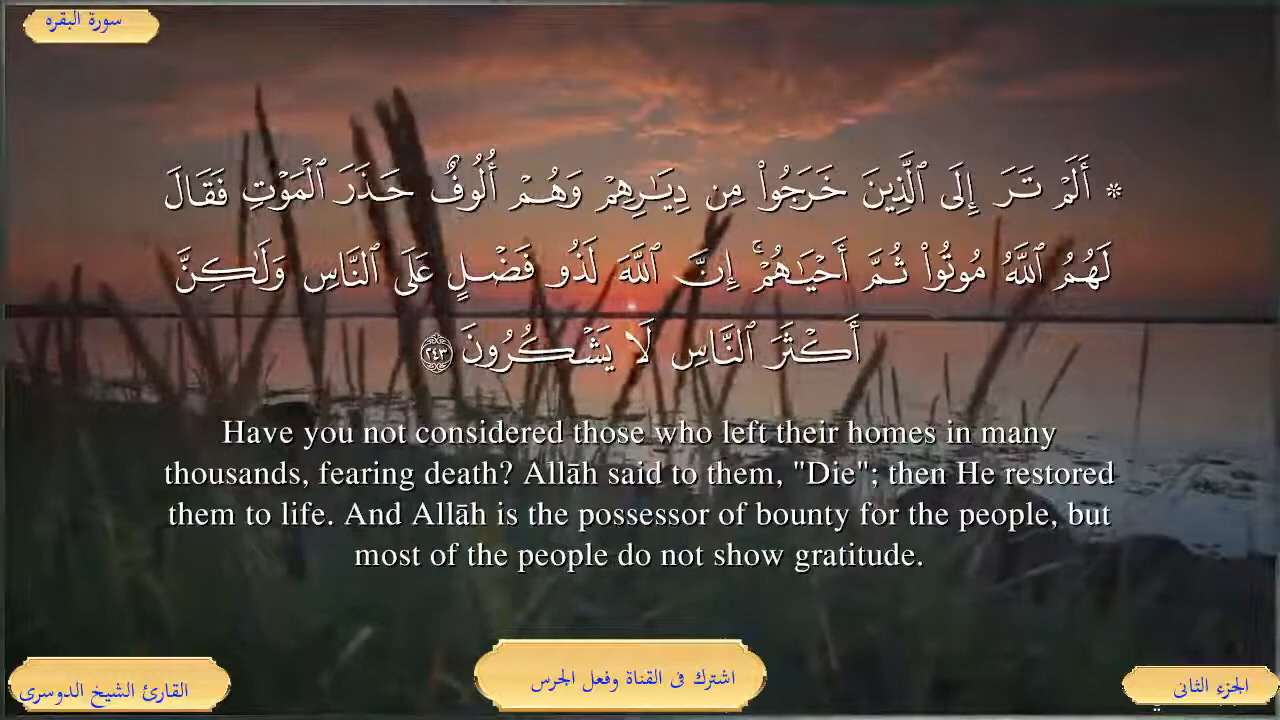 سورة البقره
۞ أَلَمْ تَرَ إِلَى ٱلَّذِينَ خَرَجُوا۟ مِن دِيَـٰرِهِمْ وَهُمْ أُلُوفٌ حَذَرَ ٱلْمَوْتِ فَقَالَ
لَهُمُ ٱللَّهُ مُوتُوا۟ ثُمَّ أَحْيَـٰهُمْ ۚ إِنَّ ٱللَّهَ لَذُو فَضْلٍ عَلَى ٱلنَّاسِ وَلَـٰكِنَّ
أَكْثَرَ ٱلنَّاسِ لَا يَشْكُرُونَ ٢٤٣
Have you not considered those who left their homes in many
thousands, fearing death? Allāh said to them, "Die"; then He restored
them to life. And Allāh is the possessor of bounty for the people, but
most of the people do not show gratitude.
الجزء الثانى
اشترك فى القناة وفعل الجرس
القارئ الشيخ الدوسرى